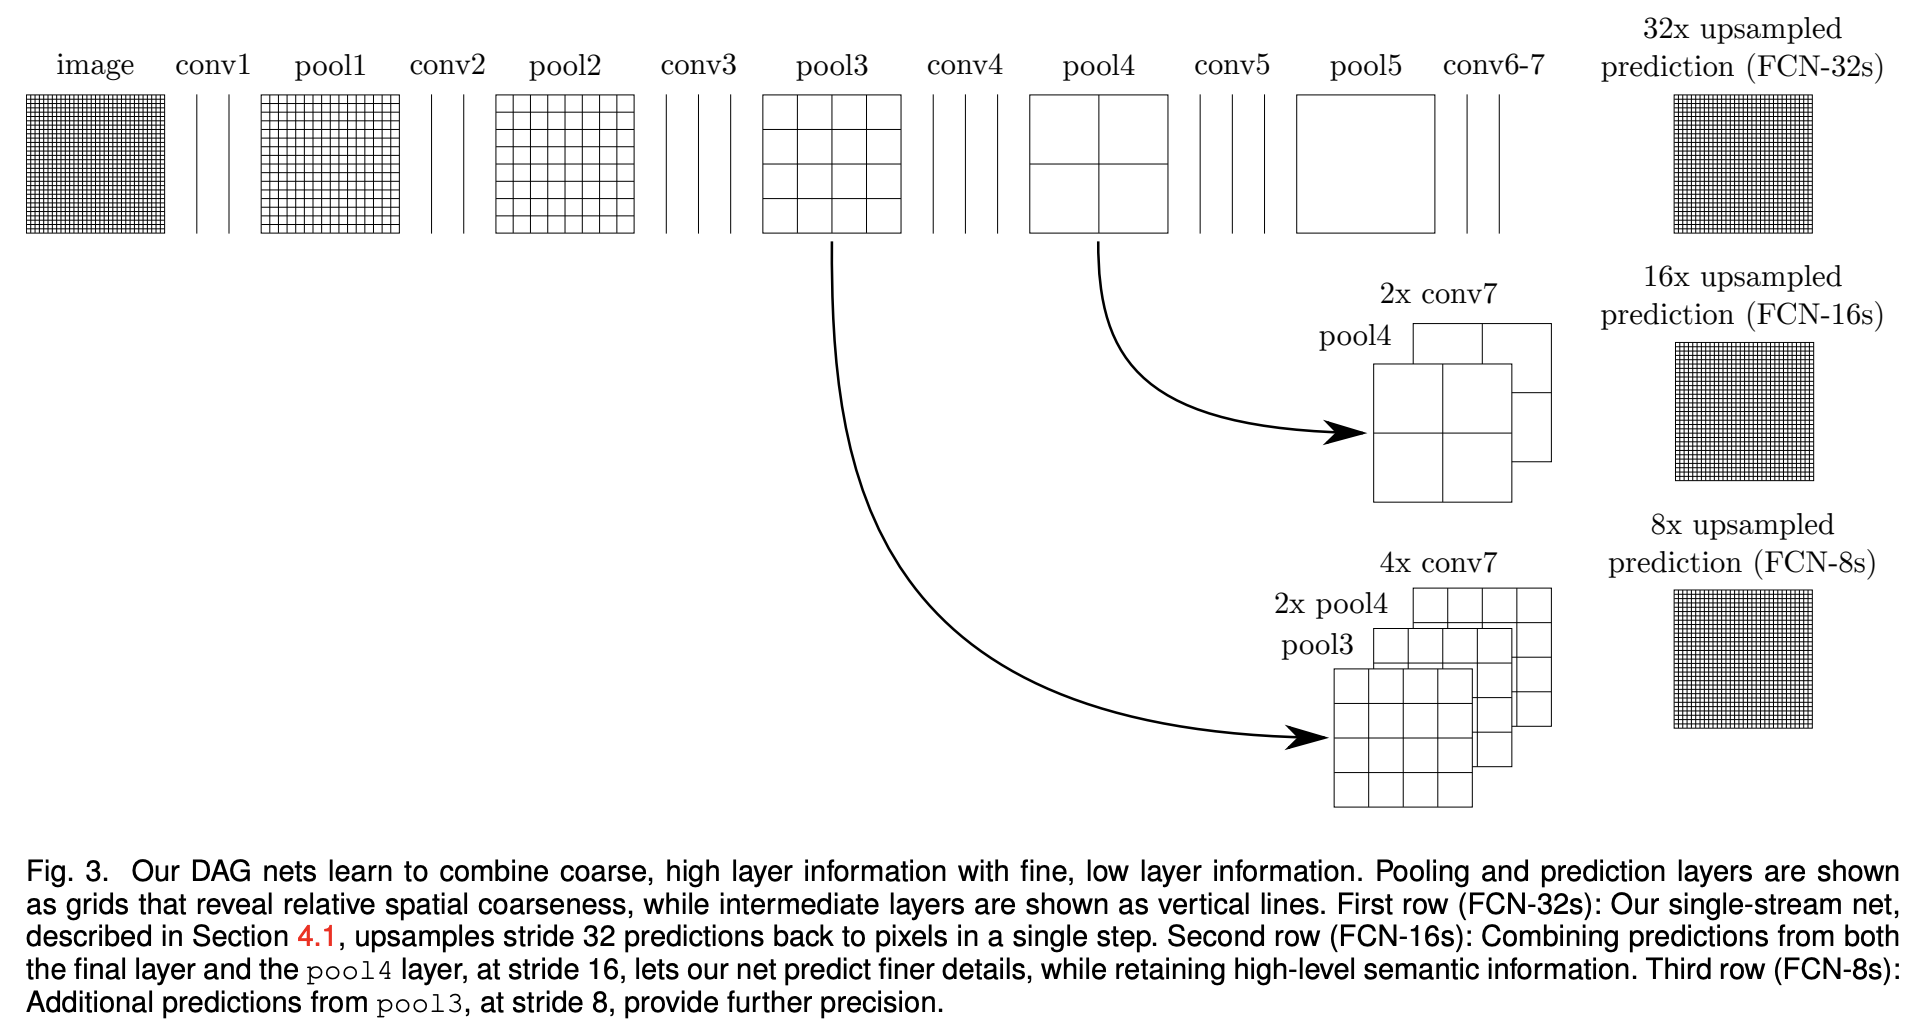 image conv1 pool1 conv2 pool2 conv3 pool3 conv4 pool4 conv5 pool5 conv6-7
32x upsampled
prediction (FCN-32s)
16x upsampled
prediction (FCN-16s)
2x conv7
pool4
8x upsampled
prediction (FCN-8s)
4x conv7
2x pool4
pool3
Fig. 3. Our DAG nets learn to combine coarse, high layer information with fine, low layer information. Pooling and prediction layers are shown
as grids that reveal relative spatial coarseness, while intermediate layers are shown as vertical lines. First row (FCN-32s): Our single-stream net,
described in Section 4.1, upsamples stride 32 predictions back to pixels in a single step. Second row (FCN-16s): Combining predictions from both
the final layer and the pool4 layer, at stride 16, lets our net predict finer details, while retaining high-level semantic information. Third row (FCN-8s):
Additional predictions from pool3, at stride 8, provide further precision.